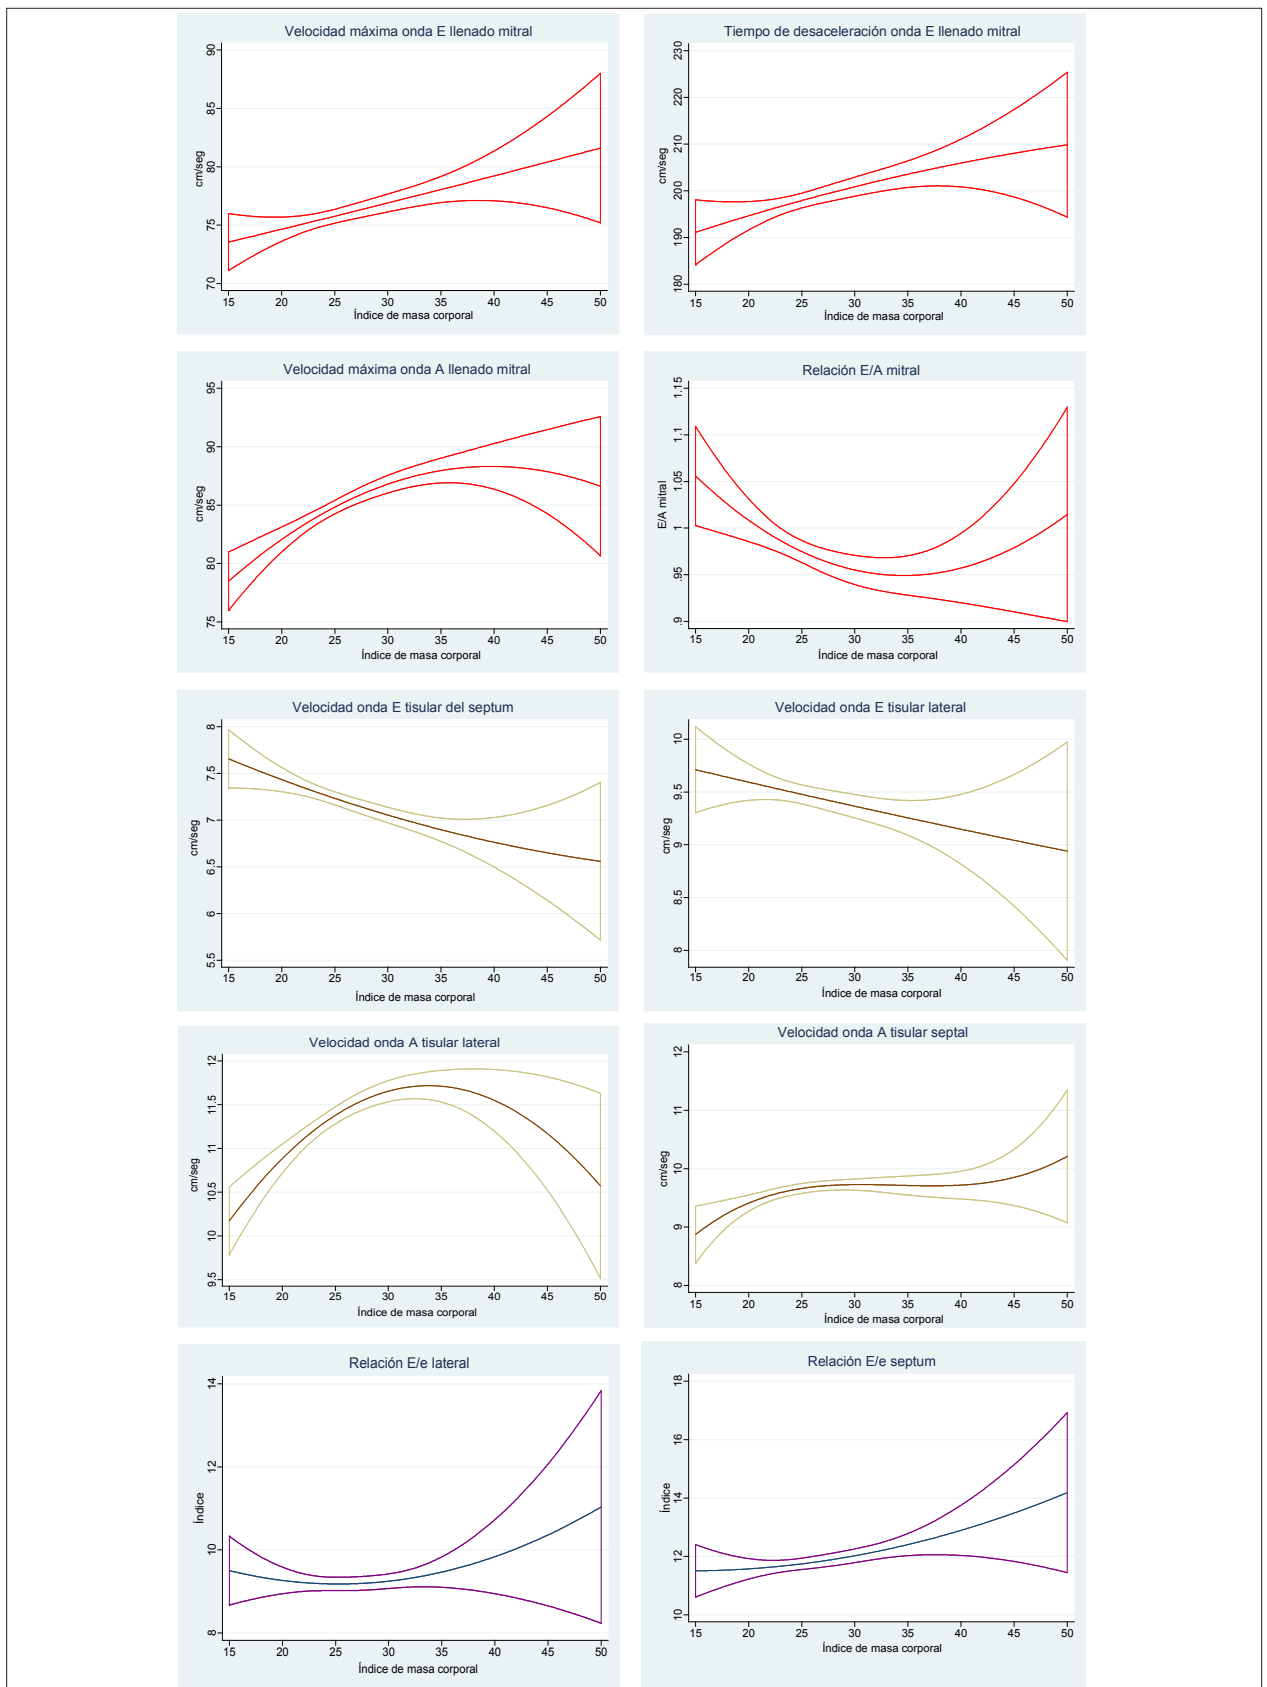 Velocidad máxima onda E llenado mitral
cm/seg
90
85
80
75
70
15 20 25 30 35 40 45 50
Índice de masa corporal
Tiempo de desaceleración onda E llenado mitral
cm/seg
230
220
210
200
190
180
15 20 25 30 35 40 45 50
Índice de masa corporal
Velocidad máxima onda A llenado mitral
cm/seg
95
90
85
80
75
15 20 25 30 35 40 45 50
Índice de masa corporal
Relación E/A mitral
E/A mitral
1.15
1.1
1.05
1
.95
.9
15 20 25 30 35 40 45 50
Índice de masa corporal
Velocidad onda E tisular del septum
cm/seg
8
7.5
7
6.5
6
5.5
15 20 25 30 35 40 45 50
Índice de masa corporal
Velocidad onda E tisular lateral
cm/seg
10
9.5
9
8.5
8
15 20 25 30 35 40 45 50
Índice de masa corporal
Velocidad onda A tisular lateral
cm/seg
12
11.5
11
10.5
10
9.5
15 20 25 30 35 40 45 50
Índice de masa corporal
Velocidad onda A tisular septal
cm/seg
12
11
10
9
8
15 20 25 30 35 40 45 50
Índice de masa corporal
Relación E/e lateral
Índice
14
12
10
8
15 20 25 30 35 40 45 50
Índice de masa corporal
Relación E/e septum
Índice
18
16
14
12
10
15 20 25 30 35 40 45 50
Índice de masa corporal